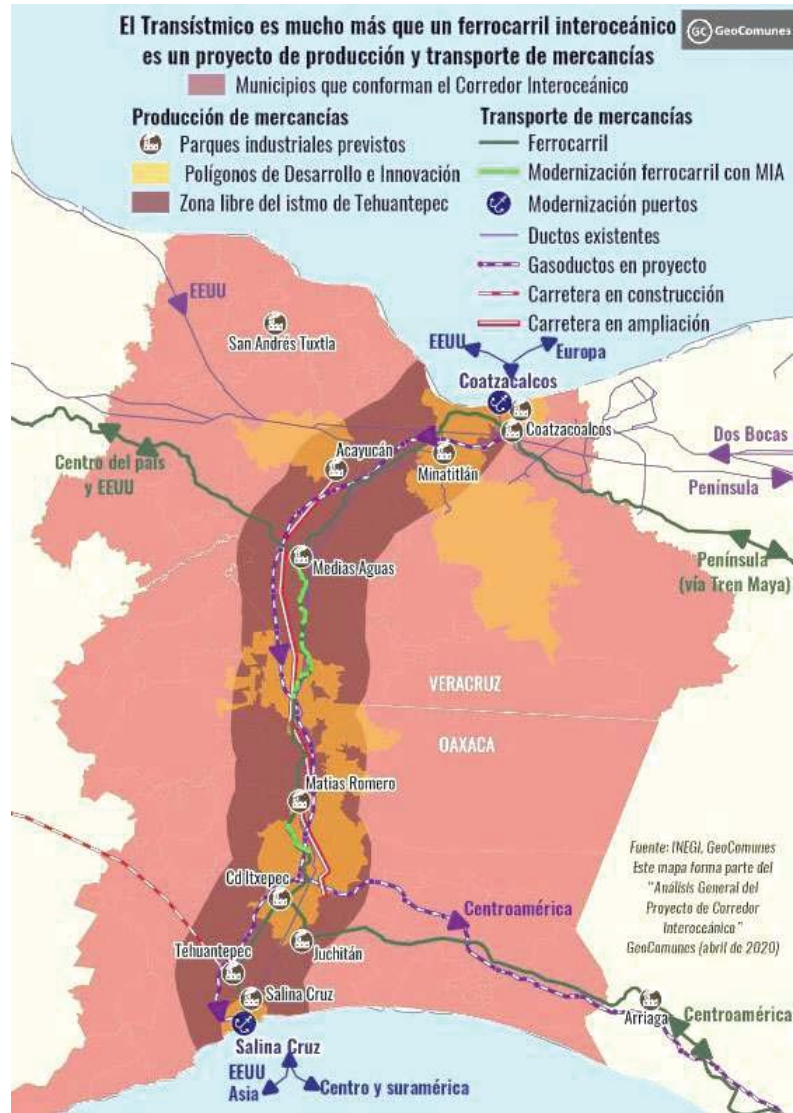 El Transístmico es mucho más que un ferrocarril interoceánico
es un proyecto de producción y transporte de mercancías
GC GeoComunes
Municipios que conforman el Corredor Interoceánico
Producción de mercancías
Parques industriales previstos
Polígonos de Desarrollo e Innovación
Zona libre del istmo de Tehuantepec
Transporte de mercancías
Ferrocarril
Modernización ferrocarril con MIA
Modernización puertos
Ductos existentes
Gasoductos en proyecto
Carretera en construcción
Carretera en ampliación
EEUU
San Andrés Tuxtla
EEUU
Europa
Coatzacalcos
Coatzacoalcos
Acayucán
Minatitlán
Dos Bocas
Centro del país
y EEUU
Península
Medias Aguas
Península
(vía Tren Maya)
VERACRUZ
OAXACA
Matias Romero
Cd Itxepec
Centroamérica
Fuente: INEGI, GeoComunes
Este mapa forma parte del
"Análisis General del
Proyecto de Corredor
Interoceánico"
GeoComunes (abril de 2020)
Tehuantepec
Juchitán
Salina Cruz
Arriaga
Centroamérica
Salina Cruz
EEUU
Asia
Centro y suramérica